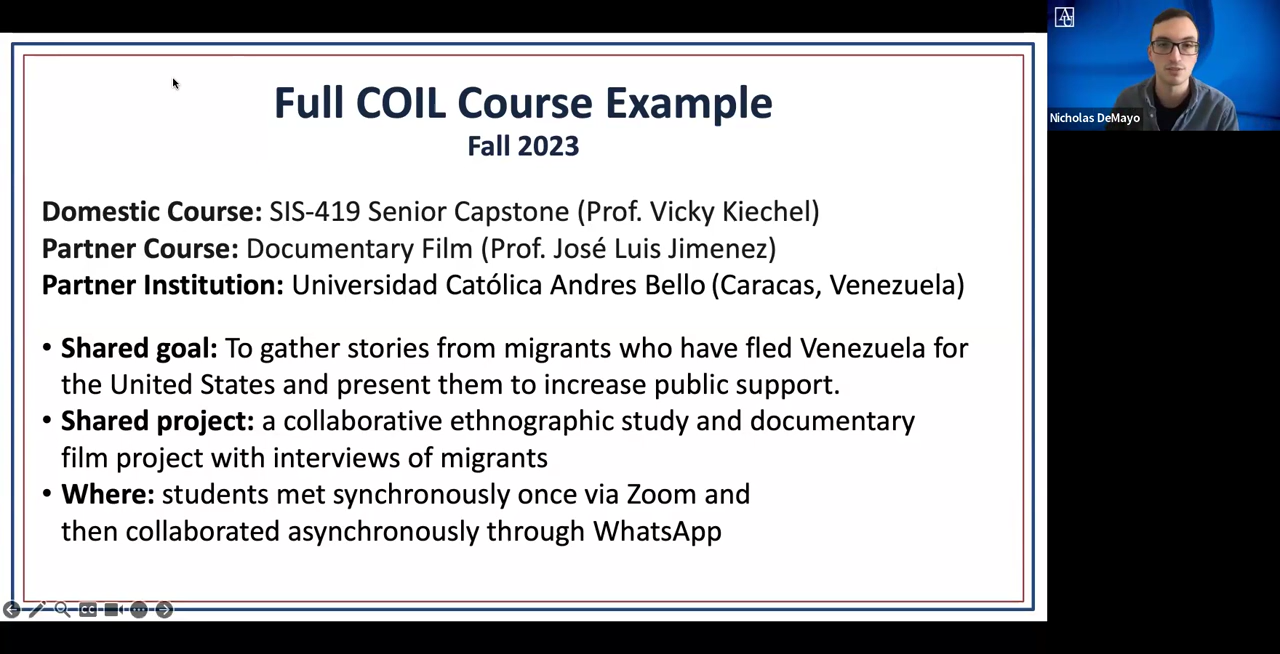 Full COIL Course Example
Fall 2023
Domestic Course: SIS-419 Senior Capstone (Prof. Vicky Kiechel)
Partner Course: Documentary Film (Prof. José Luis Jimenez)
Partner Institution: Universidad Católica Andres Bello (Caracas, Venezuela)
• Shared goal: To gather stories from migrants who have fled Venezuela for
the United States and present them to increase public support.
• Shared project: a collaborative ethnographic study and documentary
film project with interviews of migrants
• Where: students met synchronously once via Zoom and
then collaborated asynchronously through WhatsApp
CC
Nicholas DeMayo